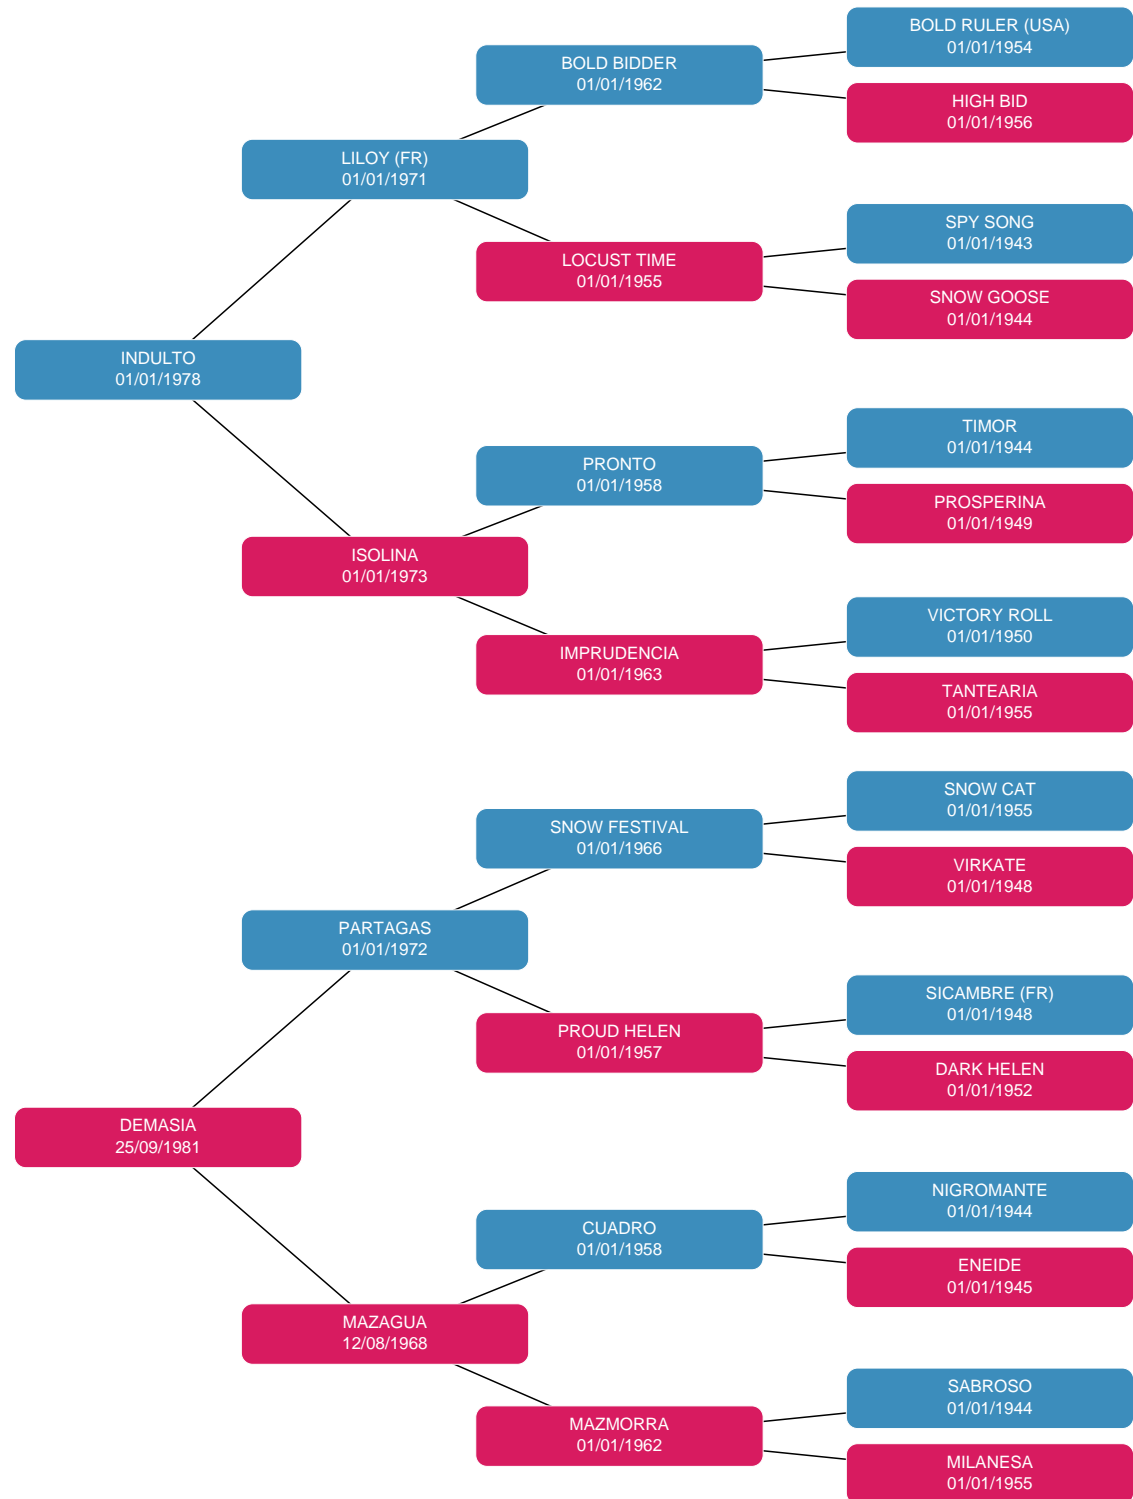 BOLD RULER (USA)
01/01/1954
BOLD BIDDER
01/01/1962
HIGH BID
01/01/1956
LILOY (FR)
01/01/1971
SPY SONG
01/01/1943
LOCUST TIME
01/01/1955
SNOW GOOSE
01/01/1944
INDULTO
01/01/1978
TIMOR
01/01/1944
PRONTO
01/01/1958
PROSPERINA
01/01/1949
ISOLINA
01/01/1973
VICTORY ROLL
01/01/1950
IMPRUDENCIA
01/01/1963
TANTEARIA
01/01/1955
SNOW CAT
01/01/1955
SNOW FESTIVAL
01/01/1966
VIRKATE
01/01/1948
PARTAGAS
01/01/1972
SICAMBRE (FR)
01/01/1948
PROUD HELEN
01/01/1957
DARK HELEN
01/01/1952
DEMASIA
25/09/1981
NIGROMANTE
01/01/1944
CUADRO
01/01/1958
ENEIDE
01/01/1945
MAZAGUA
12/08/1968
SABROSO
01/01/1944
MAZMORRA
01/01/1962
MILANESA
01/01/1955